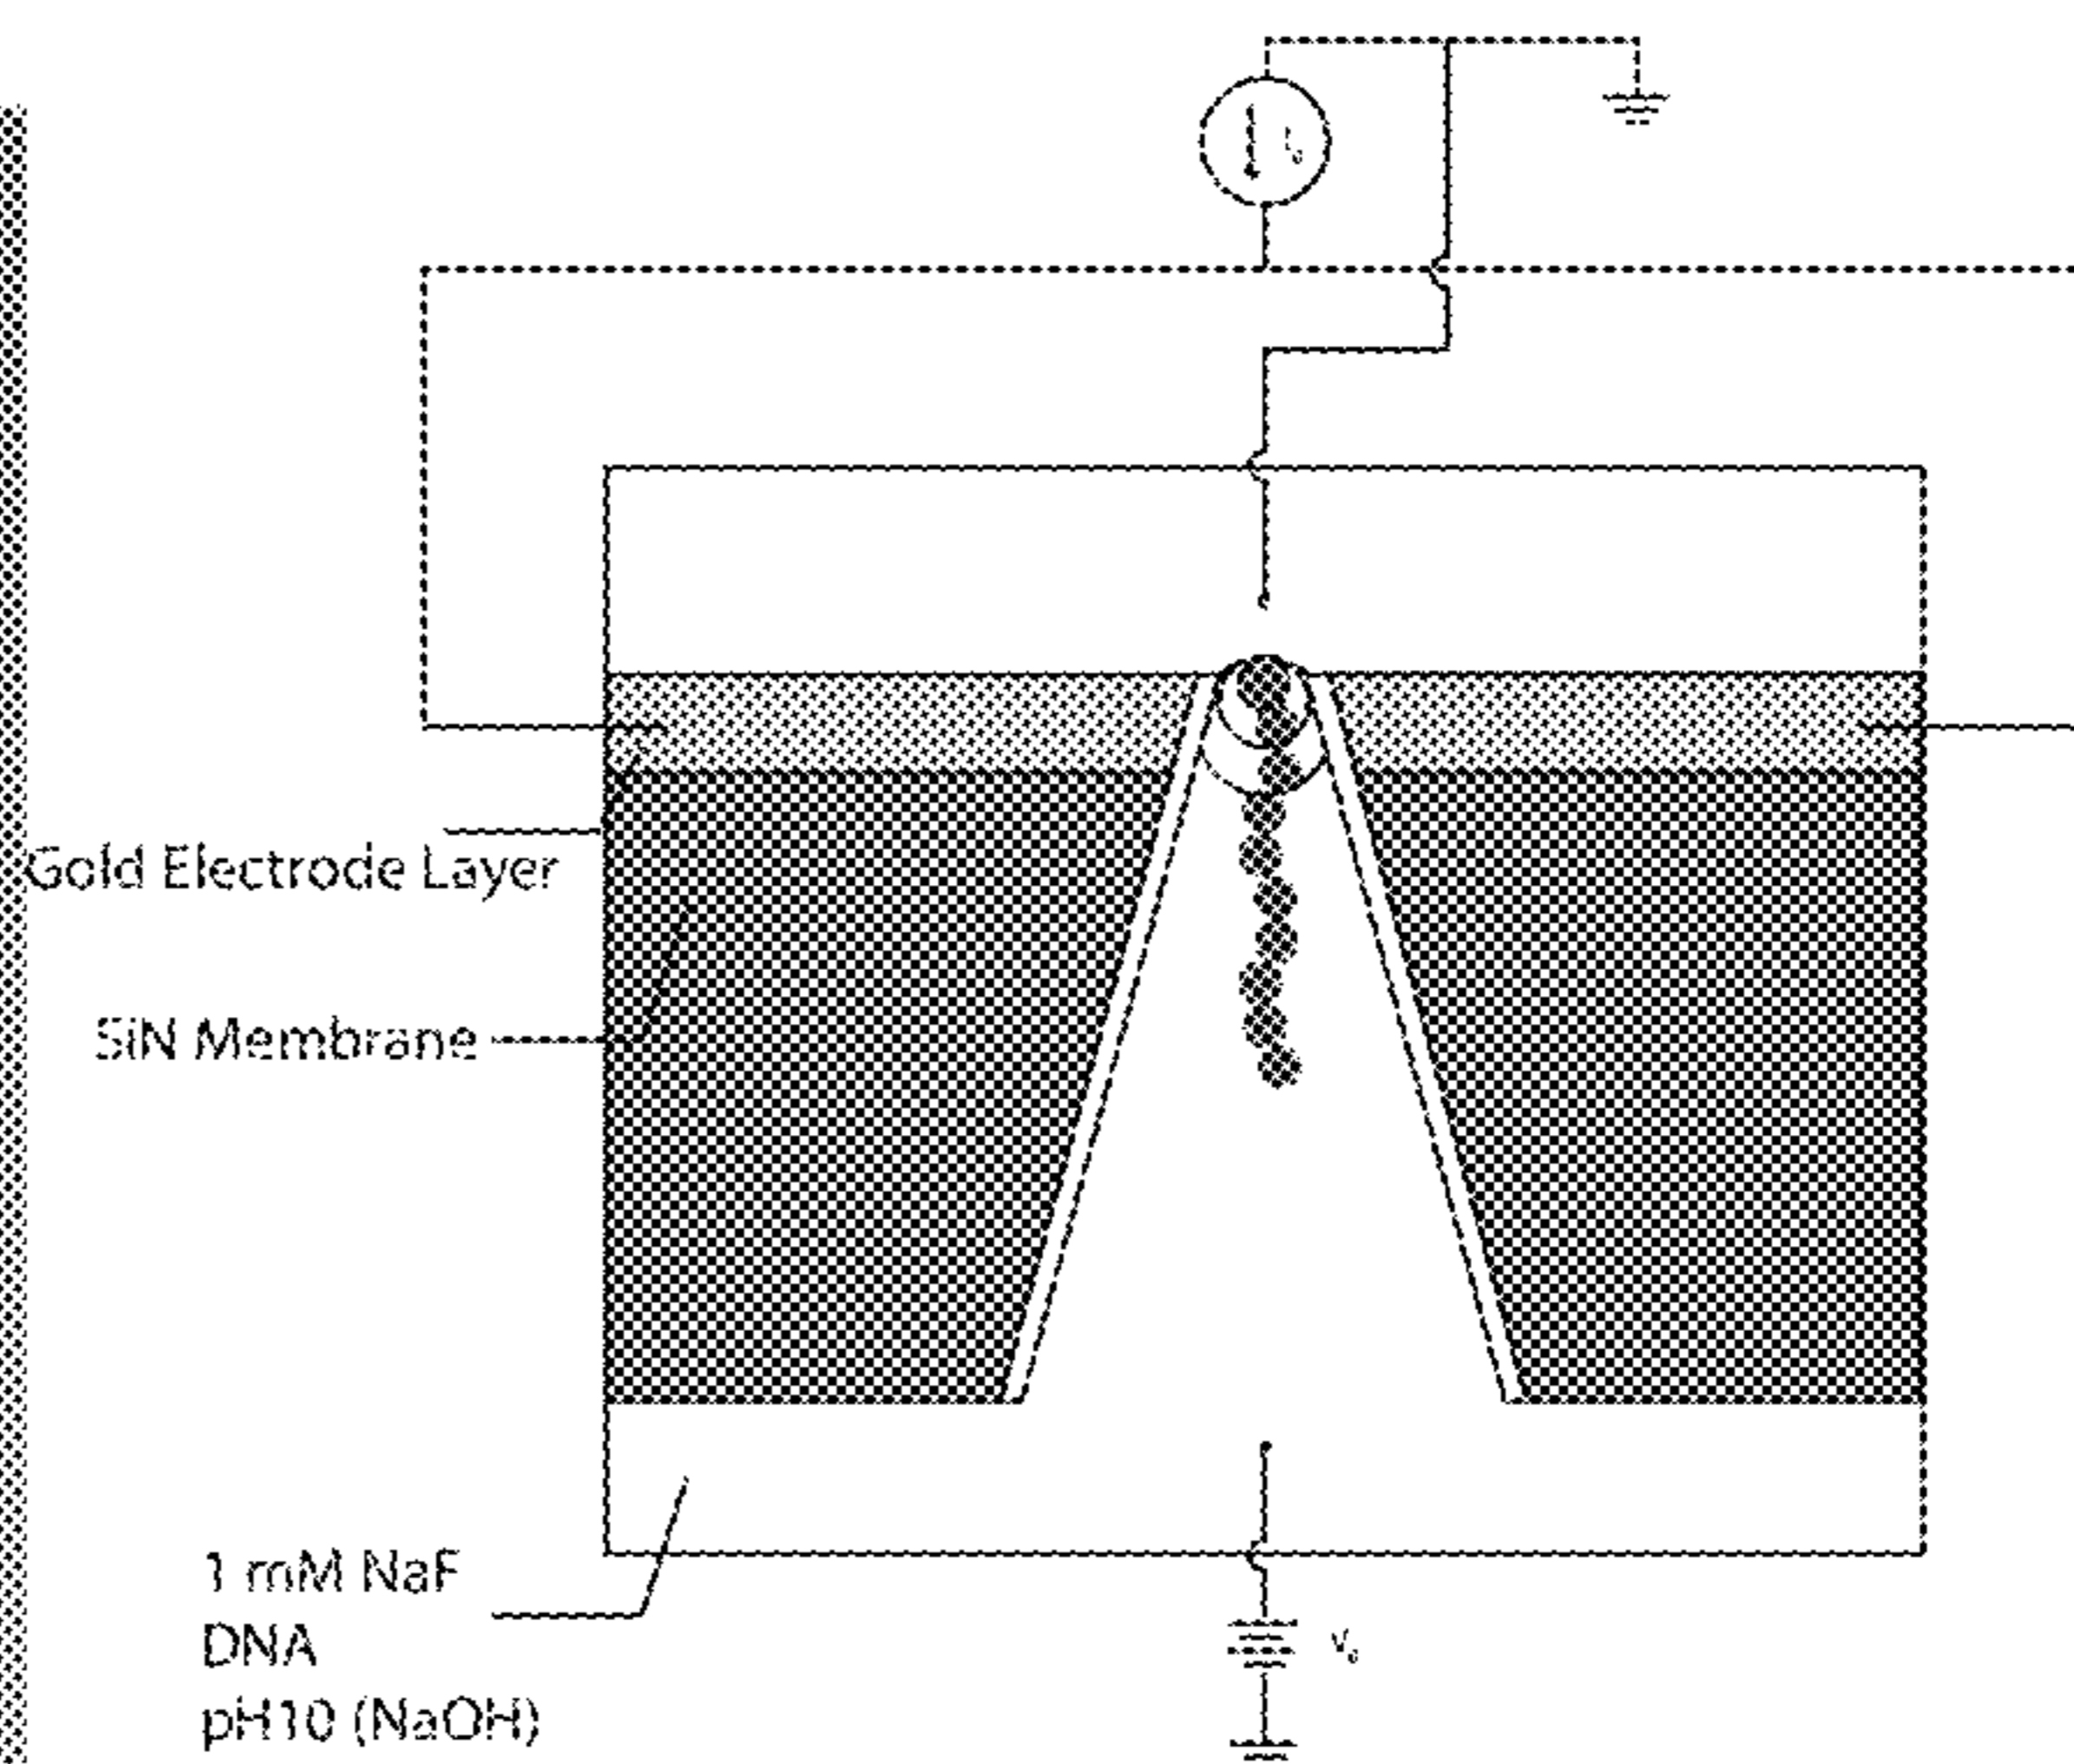 Gold Electrode Layer
SiN Membrane
1 mM NaF
DNA
pH10 (NaOH)